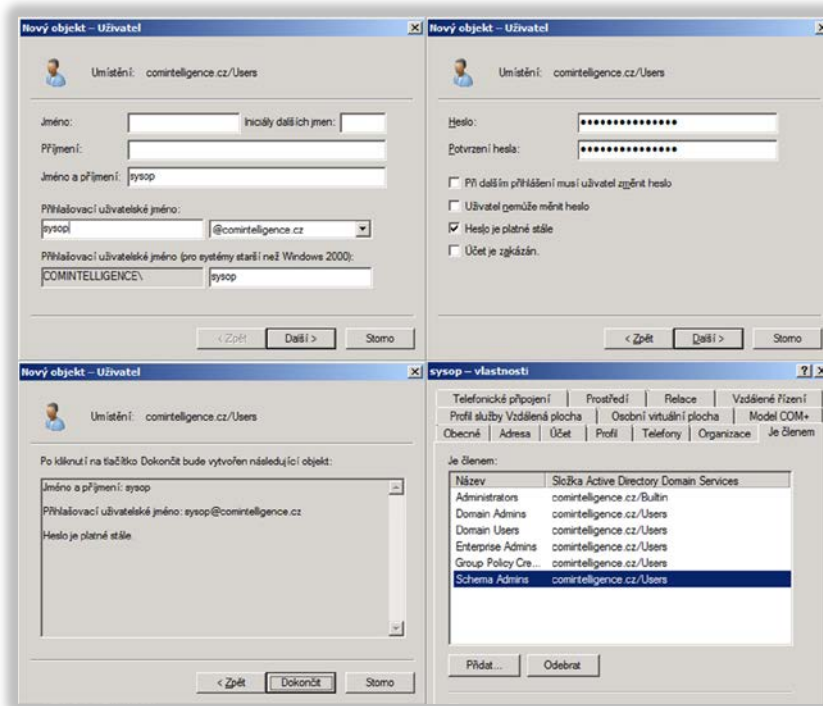 Nový objekt – Uživatel
Umístění: comintelligence.cz/Users
Jméno:
Iniciály dalších jmen:
Příjmení:
Jméno a příjmení: sysop
Přihlašovací uživatelské jméno:
sysop @comintelligence.cz
Přihlašovací uživatelské jméno (pro systémy starší než Windows 2000):
COMINTELLIGENCE\ sysop
< Zpět Další > Storno
Nový objekt – Uživatel
Umístění: comintelligence.cz/Users
Heslo: •••••••••••••••
Potvrzení hesla: •••••••••••••••
Při dalším přihlášení musí uživatel změnit heslo
Uživatel nemůže měnit heslo
Heslo je platné stále
Účet je zakázán.
< Zpět Další > Storno
Nový objekt – Uživatel
Umístění: comintelligence.cz/Users
Po kliknutí na tlačítko Dokončit bude vytvořen následující objekt:
Jméno a příjmení: sysop
Přihlašovací uživatelské jméno: sysop@comintelligence.cz
Heslo je platné stále.
< Zpět Dokončit Storno
sysop – vlastnosti
Telefonické připojení Prostředí Relace Vzdálené řízení
Profil služby Vzdálená plocha Osobní virtuální plocha Model COM+
Obecné Adresa Účet Profil Telefony Organizace Je členem
Je členem:
Název Složka Active Directory Domain Services
Administrators comintelligence.cz/Builtin
Domain Admins comintelligence.cz/Users
Domain Users comintelligence.cz/Users
Enterprise Admins comintelligence.cz/Users
Group Policy Cre... comintelligence.cz/Users
Schema Admins comintelligence.cz/Users
Přidat... Odebrat